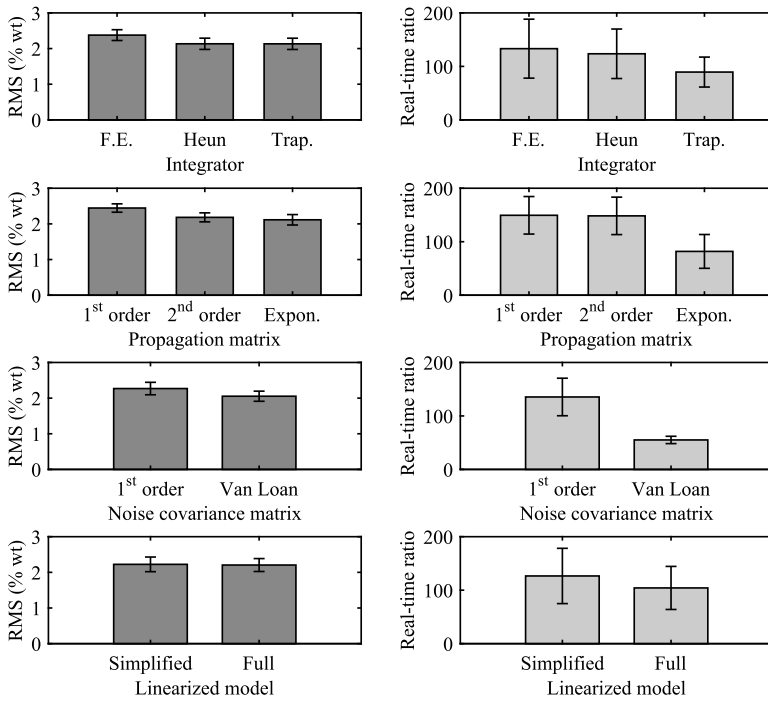 3
2
1
0
RMS (% wt)
F.E. Heun Trap.
Integrator
200
100
0
Real-time ratio
F.E. Heun Trap.
Integrator
3
2
1
0
RMS (% wt)
1st order 2nd order Expon.
Propagation matrix
200
100
0
Real-time ratio
1st order 2nd order Expon.
Propagation matrix
3
2
1
0
RMS (% wt)
1st order Van Loan
Noise covariance matrix
200
100
0
Real-time ratio
1st order Van Loan
Noise covariance matrix
3
2
1
0
RMS (% wt)
Simplified Full
Linearized model
200
100
0
Real-time ratio
Simplified Full
Linearized model